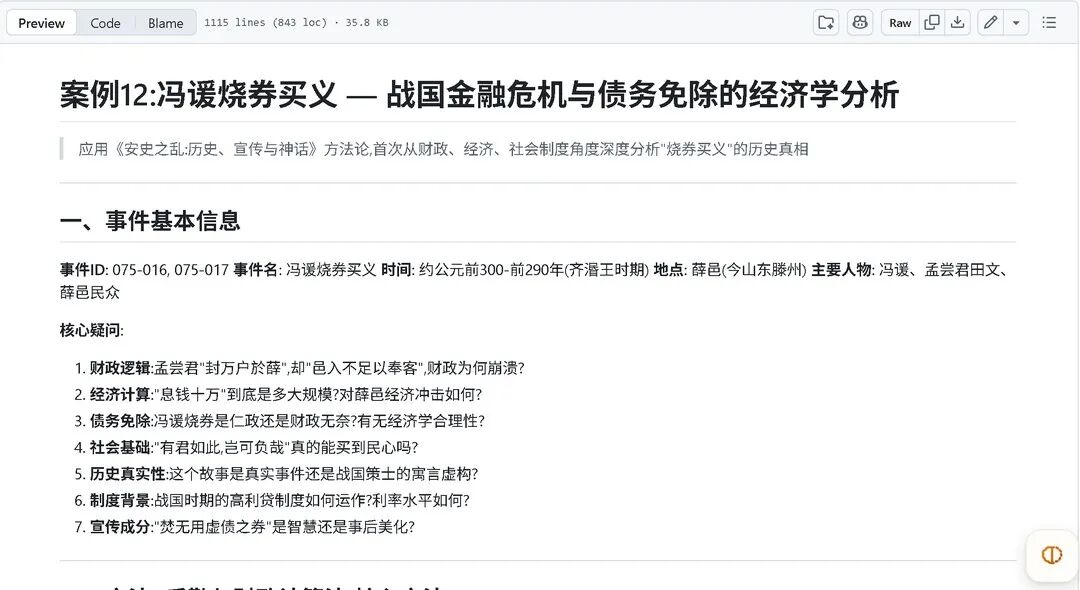 Preview Code Blame 1115 lines (843 loc) · 35.8 KB Raw
案例12:冯谖烧券买义 — 战国金融危机与债务免除的经济学分析
应用《安史之乱:历史、宣传与神话》方法论,首次从财政、经济、社会制度角度深度分析"烧券买义"的历史真相
一、事件基本信息
事件ID: 075-016, 075-017 事件名: 冯谖烧券买义 时间: 约公元前300-前290年(齐湣王时期) 地点: 薛邑(今山东滕州) 主要人物: 冯谖、孟尝君田文、
薛邑民众
核心疑问:
1. 财政逻辑:孟尝君"封万户於薛",却"邑入不足以奉客",财政为何崩溃?
2. 经济计算:"息钱十万"到底是多大规模?对薛邑经济冲击如何?
3. 债务免除:冯谖烧券是仁政还是财政无奈?有无经济学合理性?
4. 社会基础:"有君如此,岂可负哉"真的能买到民心吗?
5. 历史真实性:这个故事是真实事件还是战国策士的寓言虚构?
6. 制度背景:战国时期的高利贷制度如何运作?利率水平如何?
7. 宣传成分:"焚无用虚债之券"是智慧还是事后美化?